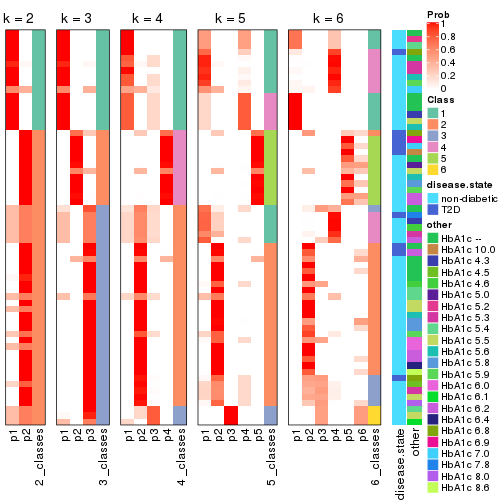 k = 2
k = 3
k = 4
k = 5
k = 6
p1
p2
2_classes
p1
p2
p3
3_classes
p1
p2
p3
p4
4_classes
p1
p2
p3
p4
p5
5_classes
p1
p2
p3
p4
p5
p6
6_classes
disease.state
other
Prob
1
0.8
0.6
0.4
0.2
0
Class
1
2
3
4
5
6
disease.state
non-diabetic
T2D
other
HbA1c --
HbA1c 10.0
HbA1c 4.3
HbA1c 4.5
HbA1c 4.6
HbA1c 5.0
HbA1c 5.2
HbA1c 5.3
HbA1c 5.4
HbA1c 5.5
HbA1c 5.6
HbA1c 5.8
HbA1c 5.9
HbA1c 6.0
HbA1c 6.1
HbA1c 6.2
HbA1c 6.4
HbA1c 6.8
HbA1c 6.9
HbA1c 7.0
HbA1c 7.8
HbA1c 8.0
HbA1c 8.6